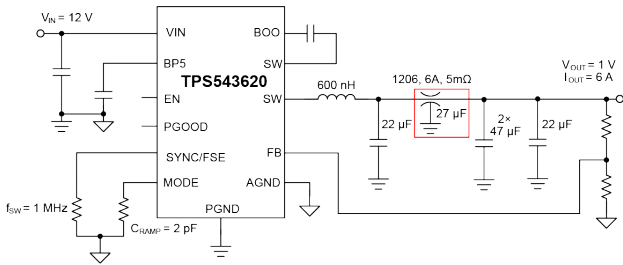 V_IN = 12 V
VIN
BOO
BP5
SW
TPS543620
EN
SW
600 nH
1206, 6A, 5mΩ
V_OUT = 1 V
I_OUT = 6 A
PGOOD
22 µF
27 µF
2×
47 µF
22 µF
SYNC/FSE
FB
MODE
AGND
f_SW = 1 MHz
C_RAMP = 2 pF
PGND